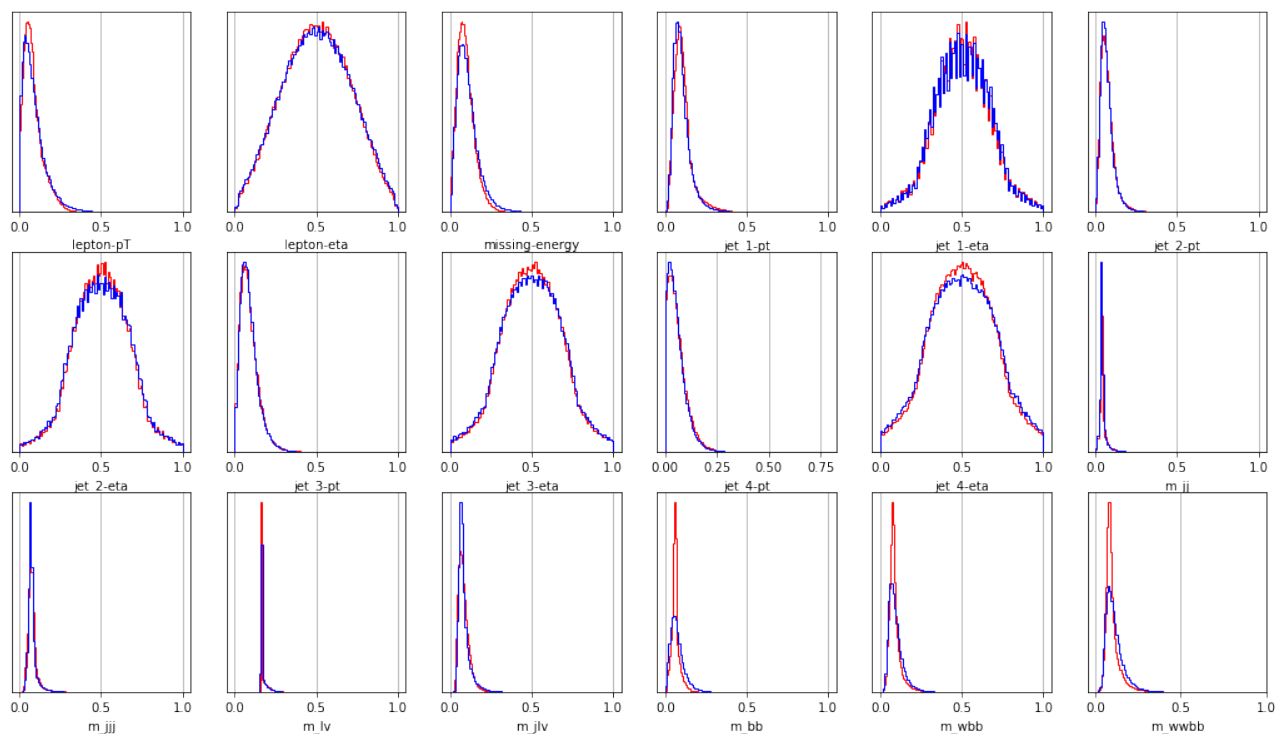 0.0 0.5 1.0 0.0 0.5 1.0 0.0 0.5 1.0 0.0 0.5 1.0 0.0 0.5 1.0 0.0 0.5 1.0
lepton-pT lepton-eta missing-energy jet_1-pt jet_1-eta jet_2-pt
0.0 0.5 1.0 0.0 0.5 1.0 0.0 0.5 1.0 0.00 0.25 0.50 0.75 0.0 0.5 1.0 0.0 0.5 1.0
jet_2-eta jet_3-pt jet_3-eta jet_4-pt jet_4-eta m_jj
0.0 0.5 1.0 0.0 0.5 1.0 0.0 0.5 1.0 0.0 0.5 1.0 0.0 0.5 1.0 0.0 0.5 1.0
m_jjj m_lv m_jlv m_bb m_wbb m_wwbb